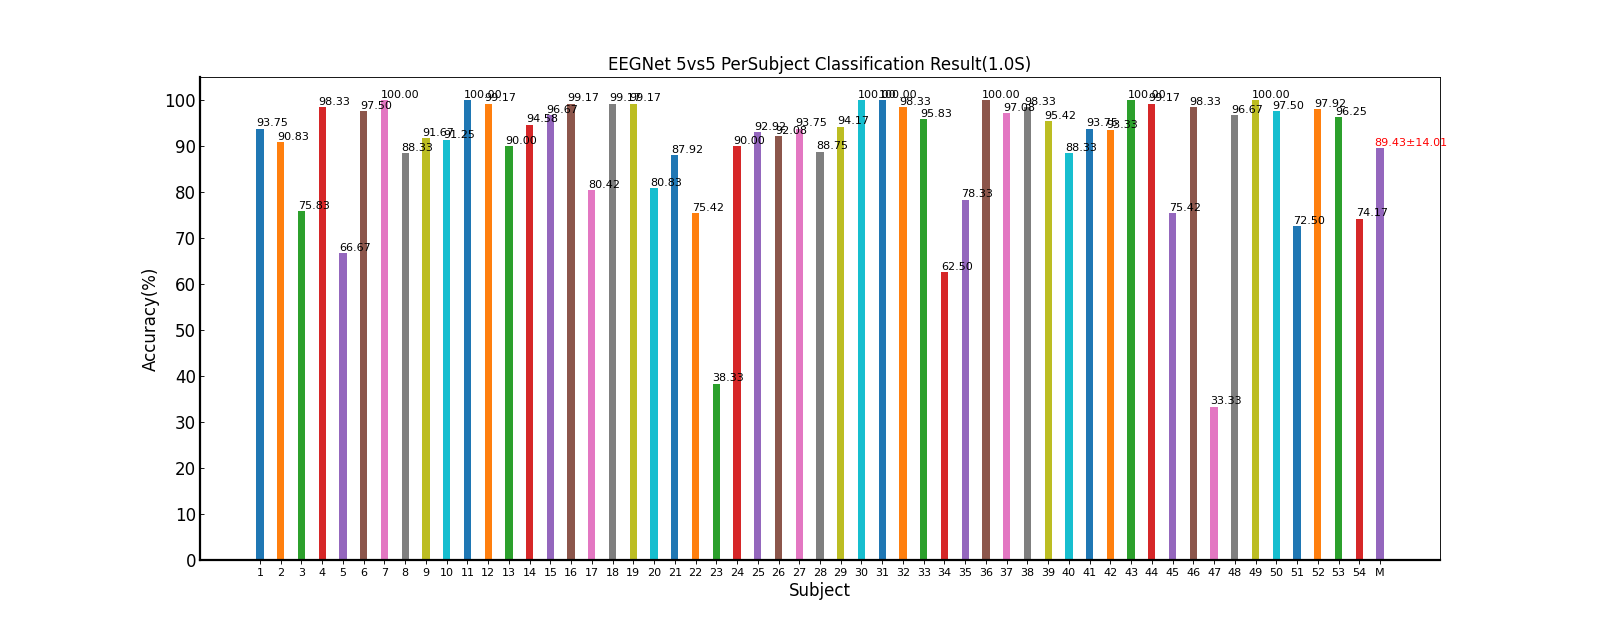 EEGNet 5vs5 PerSubject Classification Result(1.0S)
Accuracy(%)
100
90
80
70
60
50
40
30
20
10
0
93.75 90.83 75.83 98.33 66.67 97.50 100.00 88.33 91.67 91.25 100.00 99.17 90.00 94.58 96.67 99.17 80.42 99.17 99.17 80.83 87.92 75.42 38.33 90.00 92.92 92.08 93.75 88.75 94.17 100.00 100.00 98.33 95.83 62.50 78.33 100.00 97.08 98.33 95.42 88.33 93.75 93.33 100.00 99.17 75.42 98.33 33.33 96.67 100.00 97.50 72.50 97.92 96.25 74.17 89.43±14.01
1 2 3 4 5 6 7 8 9 10 11 12 13 14 15 16 17 18 19 20 21 22 23 24 25 26 27 28 29 30 31 32 33 34 35 36 37 38 39 40 41 42 43 44 45 46 47 48 49 50 51 52 53 54 M
Subject